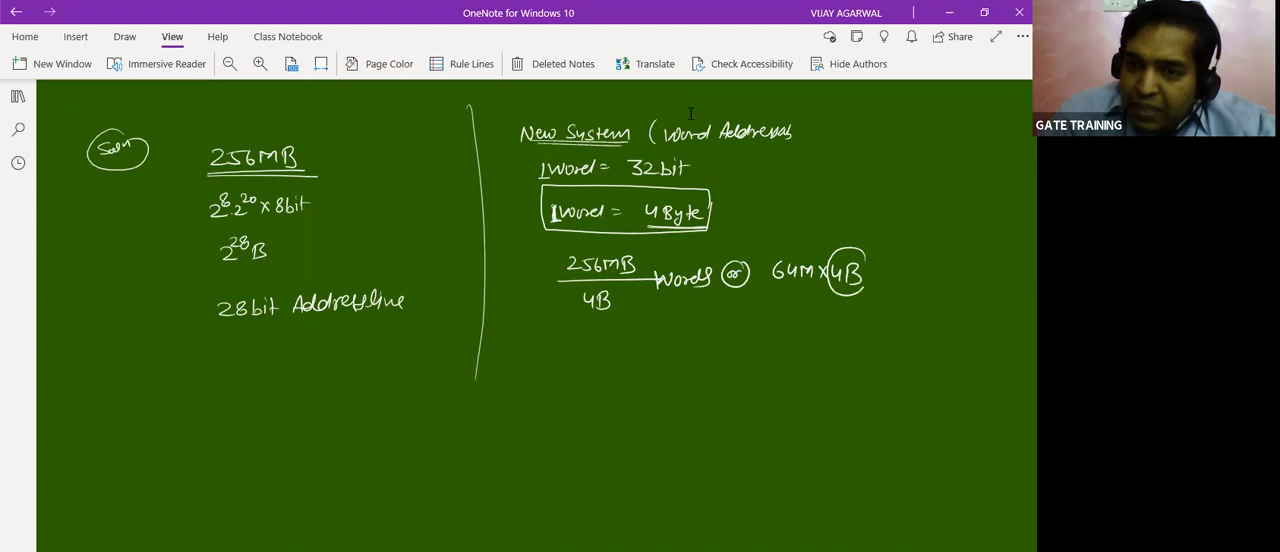 OneNote for Windows 10
VIJAY AGARWAL
Home Insert Draw View Help Class Notebook
Share
New Window Immersive Reader Page Color Rule Lines Deleted Notes Translate Check Accessibility Hide Authors
GATE TRAINING
256MB
2^8.2^20 x 8bit
2^28 B
28bit Addressline
New System (Word Address
1word = 32bit
1word = 4Byte
256MB
4B
words or 64M x 4B